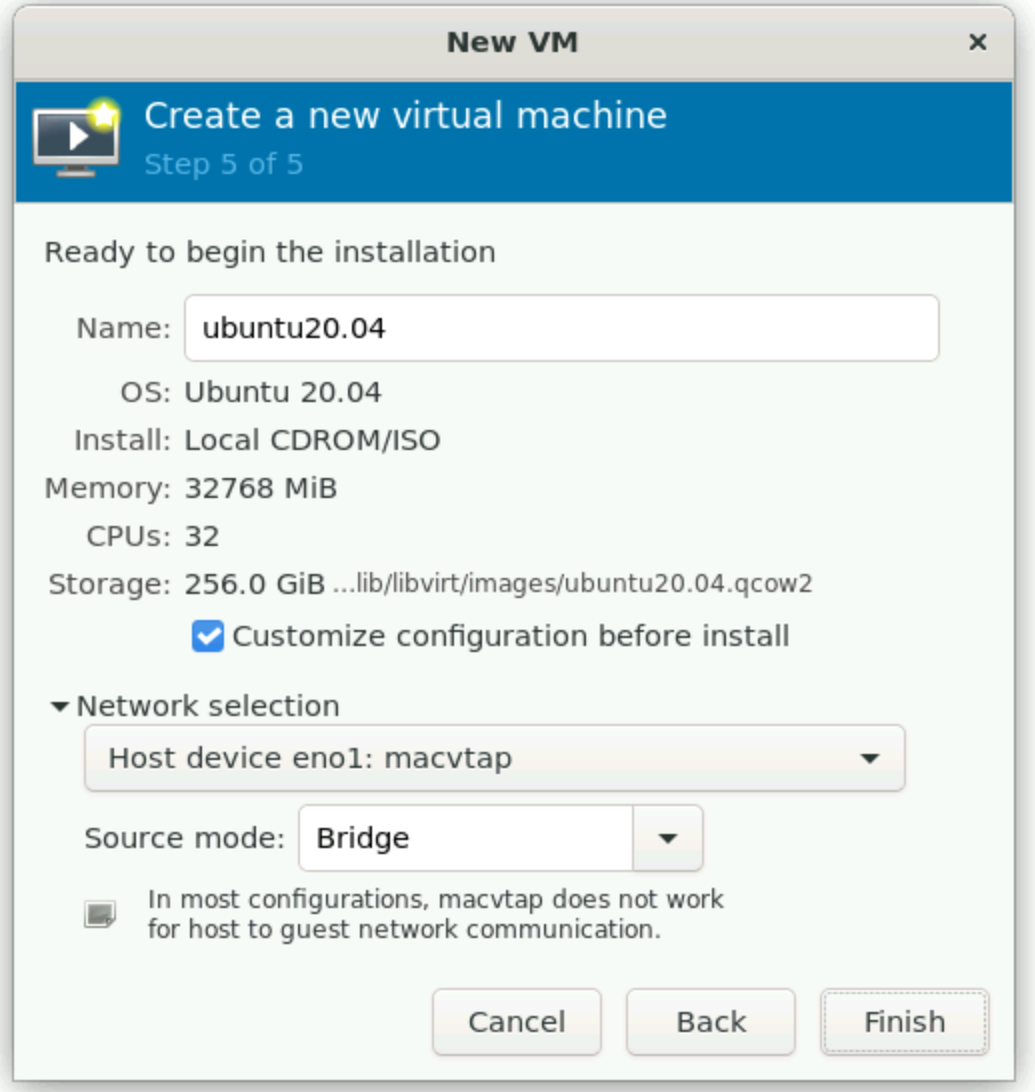 New VM
Create a new virtual machine
Step 5 of 5
Ready to begin the installation
Name: ubuntu20.04
OS: Ubuntu 20.04
Install: Local CDROM/ISO
Memory: 32768 MiB
CPUs: 32
Storage: 256.0 GiB ...lib/libvirt/images/ubuntu20.04.qcow2
Customize configuration before install
Network selection
Host device eno1: macvtap
Source mode: Bridge
In most configurations, macvtap does not work
for host to guest network communication.
Cancel Back Finish